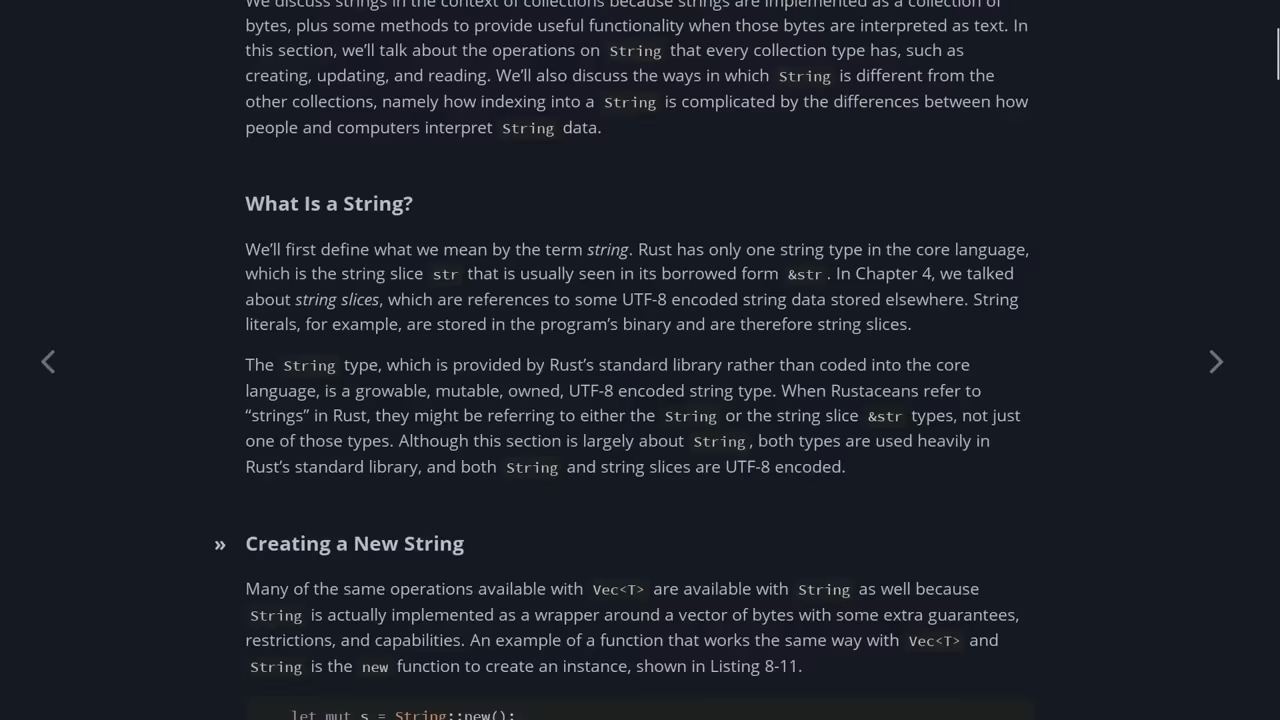 We discuss strings in the context of collections because strings are implemented as a collection of
bytes, plus some methods to provide useful functionality when those bytes are interpreted as text. In
this section, we’ll talk about the operations on String that every collection type has, such as
creating, updating, and reading. We’ll also discuss the ways in which String is different from the
other collections, namely how indexing into a String is complicated by the differences between how
people and computers interpret String data.
What Is a String?
We’ll first define what we mean by the term string. Rust has only one string type in the core language,
which is the string slice str that is usually seen in its borrowed form &str. In Chapter 4, we talked
about string slices, which are references to some UTF-8 encoded string data stored elsewhere. String
literals, for example, are stored in the program’s binary and are therefore string slices.
The String type, which is provided by Rust’s standard library rather than coded into the core
language, is a growable, mutable, owned, UTF-8 encoded string type. When Rustaceans refer to
“strings” in Rust, they might be referring to either the String or the string slice &str types, not just
one of those types. Although this section is largely about String, both types are used heavily in
Rust’s standard library, and both String and string slices are UTF-8 encoded.
» Creating a New String
Many of the same operations available with Vec<T> are available with String as well because
String is actually implemented as a wrapper around a vector of bytes with some extra guarantees,
restrictions, and capabilities. An example of a function that works the same way with Vec<T> and
String is the new function to create an instance, shown in Listing 8-11.
let mut s = String::new();